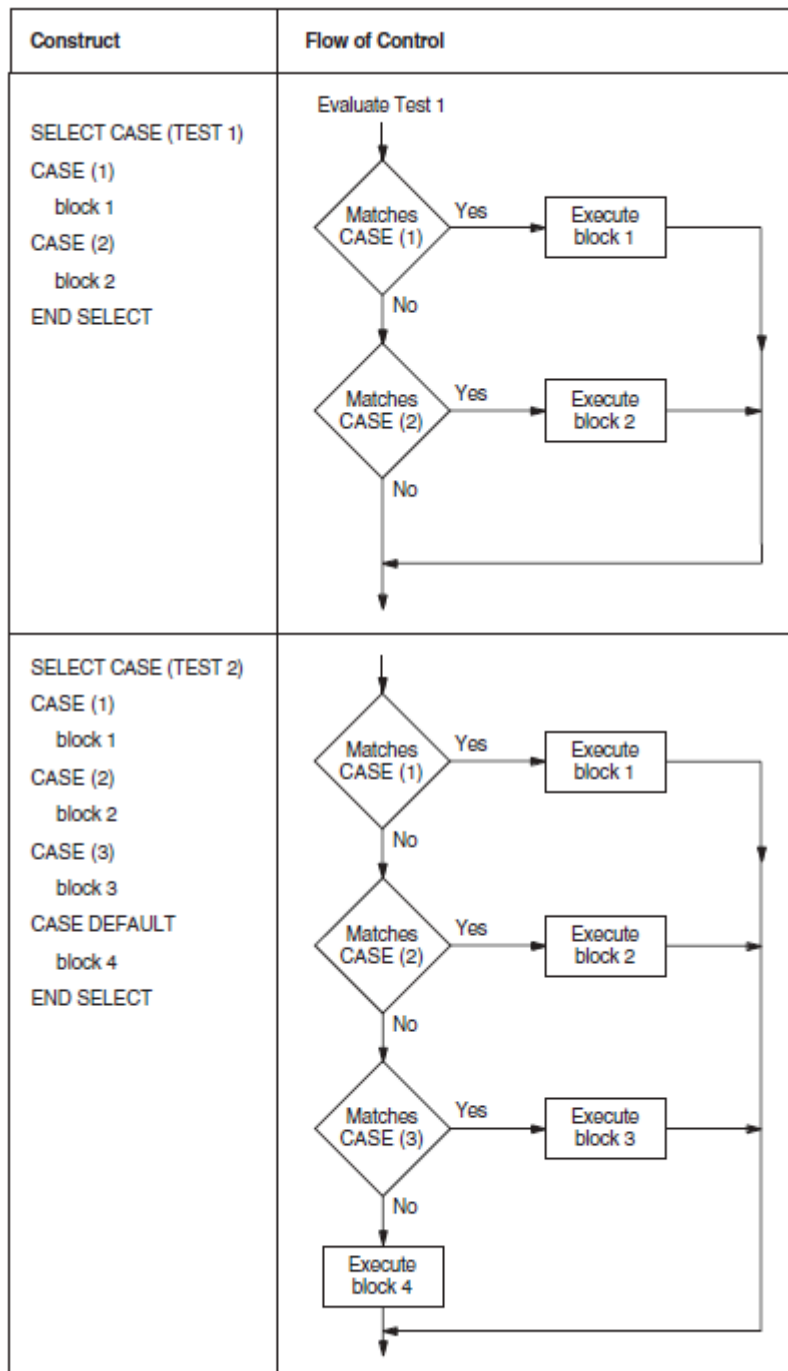 Construct
Flow of Control
SELECT CASE (TEST 1)
CASE (1)
block 1
CASE (2)
block 2
END SELECT
Evaluate Test 1
Matches
CASE (1)
Yes
Execute
block 1
No
Matches
CASE (2)
Yes
Execute
block 2
No
SELECT CASE (TEST 2)
CASE (1)
block 1
CASE (2)
block 2
CASE (3)
block 3
CASE DEFAULT
block 4
END SELECT
Matches
CASE (1)
Yes
Execute
block 1
No
Matches
CASE (2)
Yes
Execute
block 2
No
Matches
CASE (3)
Yes
Execute
block 3
No
Execute
block 4